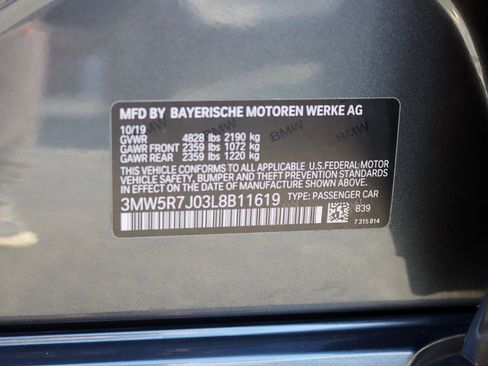 MFD BY BAYERISCHE MOTOREN WERKE AG
10/19
GVWR 4828 lbs 2190 kg
GAWR FRONT 2359 lbs 1072 kg
GAWR REAR 2359 lbs 1220 kg
THIS VEHICLE CONFORMS TO ALL APPLICABLE U.S.FEDERAL MOTOR
VEHICLE SAFETY, BUMPER, AND THEFT PREVENTION STANDARDS
IN EFFECT ON THE DATE OF MANUFACTURE SHOWN ABOVE.
3MW5R7J03L8B11619 TYPE: PASSENGER CAR
B39
7 315 814